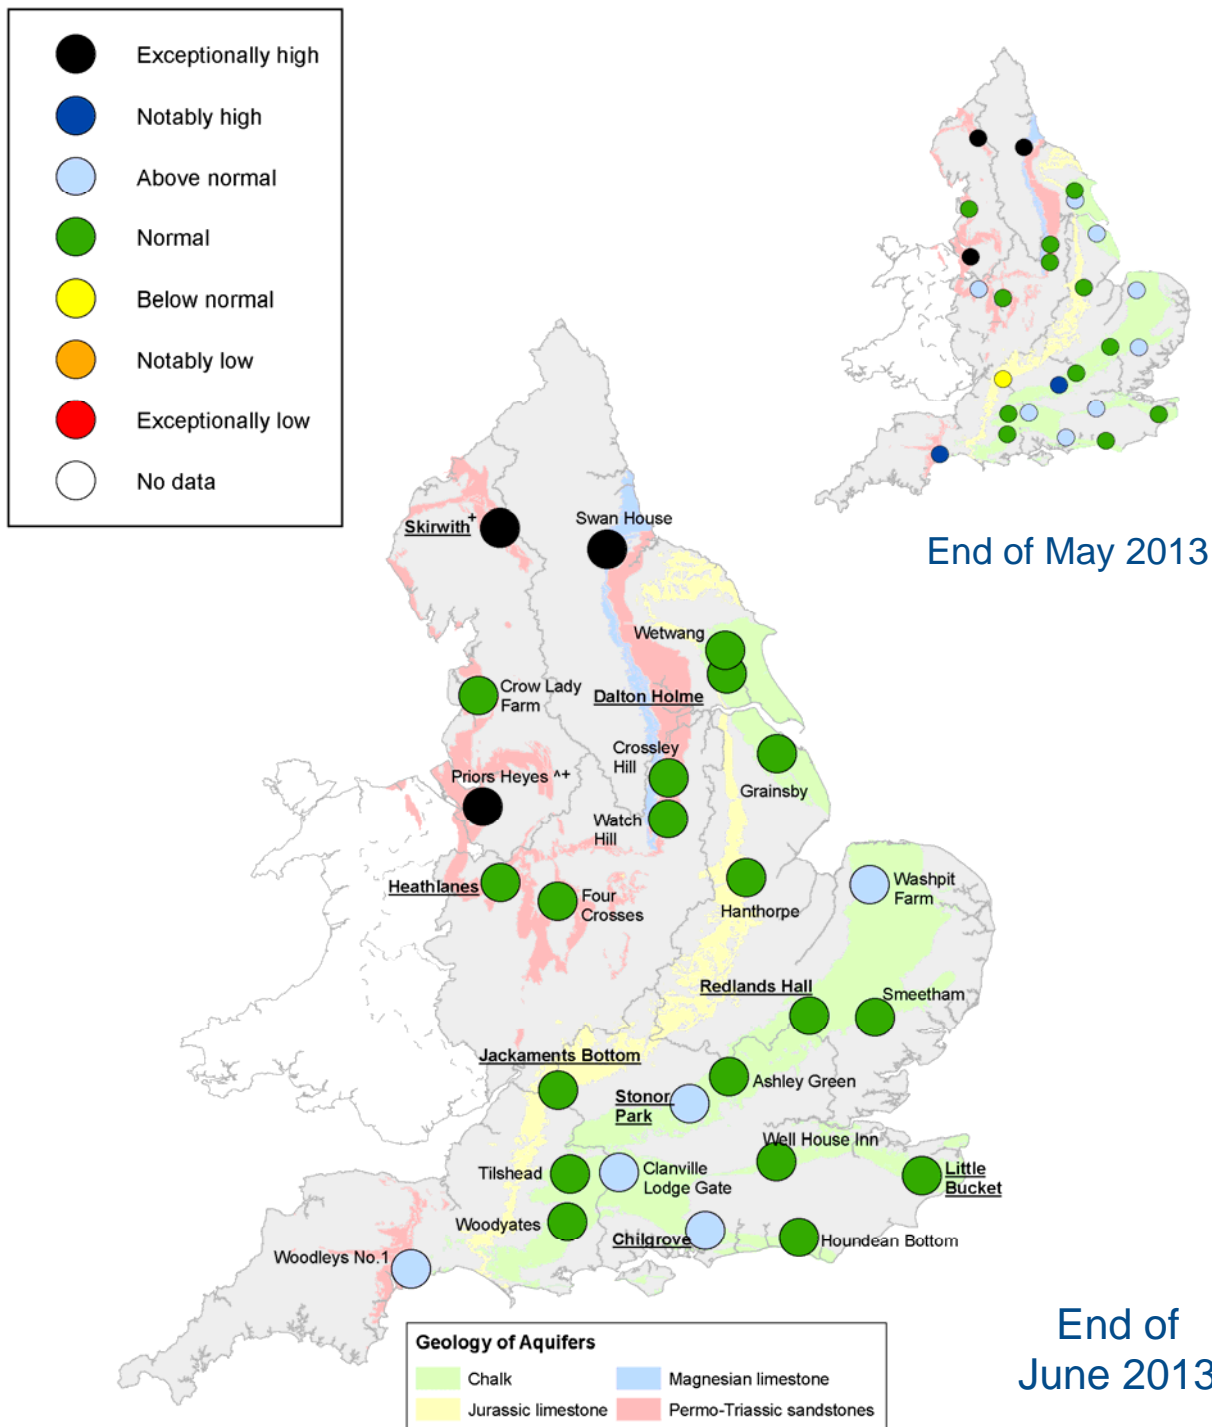 Exceptionally high
Notably high
Above normal
Normal
Below normal
Notably low
Exceptionally low
No data
End of May 2013
Skirwith+
Swan House
Wetwang
Dalton Holme
Crow Lady
Farm
Crossley
Hill
Grainsby
Priors Heyes ^+
Watch
Hill
Heathlanes
Four
Crosses
Hanthorpe
Washpit
Farm
Redlands Hall
Smeetham
Jackaments Bottom
Ashley Green
Stonor
Park
Well House Inn
Tilshead
Clanville
Lodge Gate
Little
Bucket
Woodyates
Chilgrove
Houndean Bottom
Woodleys No.1
End of
June 2013
Geology of Aquifers
Chalk
Magnesian limestone
Jurassic limestone
Permo-Triassic sandstones